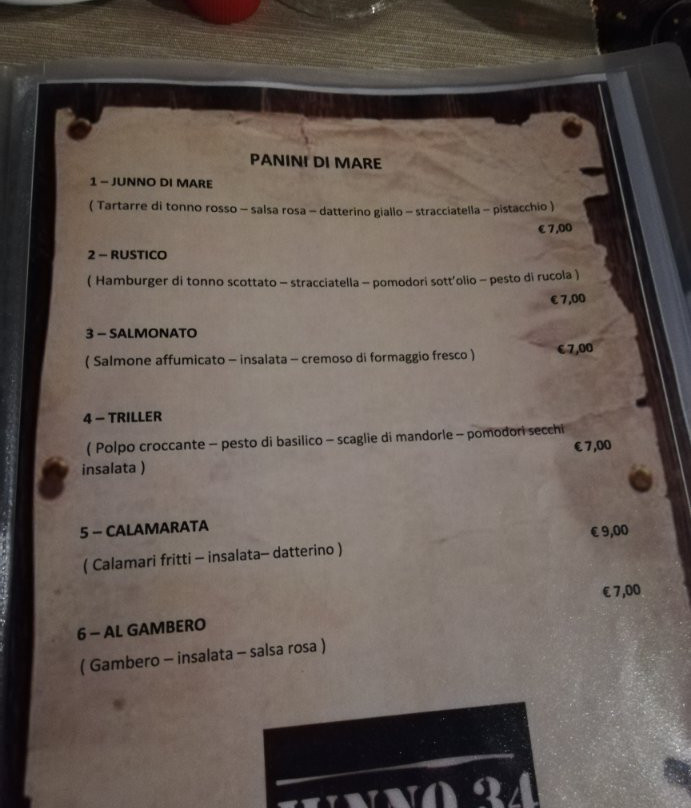 PANINI DI MARE
1 – JUNNO DI MARE
( Tartarre di tonno rosso – salsa rosa – datterino giallo – stracciatella – pistacchio )
€ 7,00
2 – RUSTICO
( Hamburger di tonno scottato – stracciatella – pomodori sott'olio – pesto di rucola )
€ 7,00
3 – SALMONATO
( Salmone affumicato – insalata – cremoso di formaggio fresco )
€ 7,00
4 – TRILLER
( Polpo croccante – pesto di basilico – scaglie di mandorle – pomodori secchi
€ 7,00
insalata )
5 – CALAMARATA
€ 9,00
( Calamari fritti – insalata– datterino )
€ 7,00
6 – AL GAMBERO
( Gambero – insalata – salsa rosa )
JUNNO 34